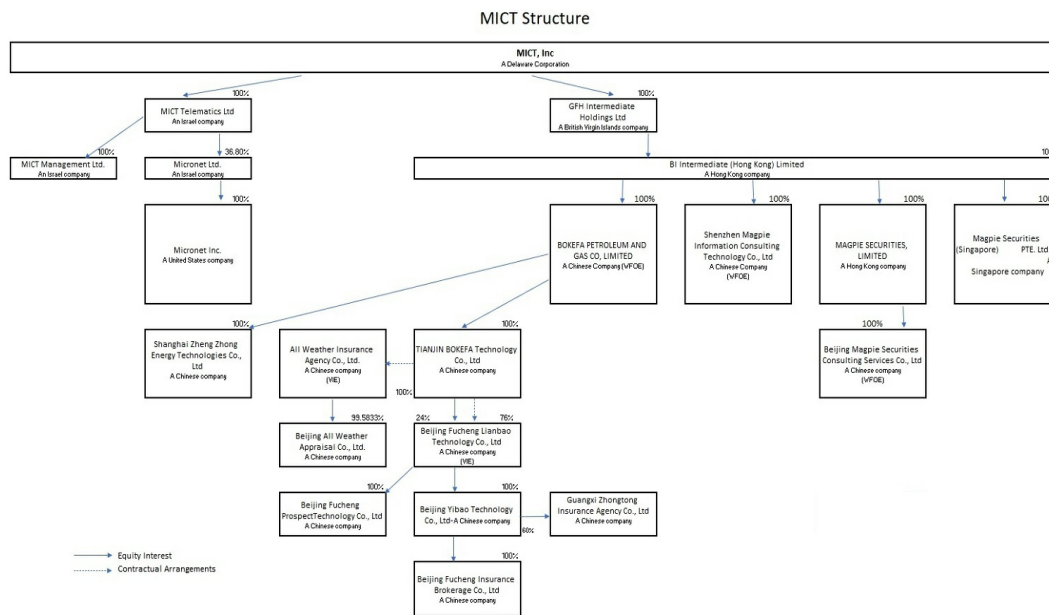 MICT Structure
MICT, Inc
A Delaware Corporation
100%
MICT Telematics Ltd
An Israel company
100%
GFH Intermediate
Holdings Ltd
A British Virgin Islands company
100%
MICT Management Ltd.
An Israel company
36.80%
Micronet Ltd.
An Israel company
10
BI Intermediate (Hong Kong) Limited
A Hong Kong company
100%
Micronet Inc.
A United States company
100%
BOKEFA PETROLEUM AND
GAS CO, LIMITED
A Chinese Company (WFOE)
100%
Shenzhen Magpie
Information Consulting
Technology Co., Ltd
A Chinese Company
(WFOE)
100%
MAGPIE SECURITIES,
LIMITED
A Hong Kong company
100
Magpie Securities
(Singapore) PTE. Ltd
A
Singapore company
100%
Shanghai Zheng Zhong
Energy Technologies Co.,
Ltd
A Chinese company
All Weather Insurance
Agency Co., Ltd.
A Chinese company
(VIE)
100%
100%
TIANJIN BOKEFA Technology
Co., Ltd
A Chinese company
100%
Beijing Magpie Securities
Consulting Services Co., Ltd
A Chinese company
(WFOE)
99.5833%
Beijing All Weather
Appraisal Co., Ltd.
A Chinese company
24%
76%
Beijing Fucheng Lianbao
Technology Co., Ltd
A Chinese company
(VIE)
100%
Beijing Fucheng
ProspectTechnology Co., Ltd
A Chinese company
100%
Beijing Yibao Technology
Co., Ltd-A Chinese company
60%
Guangxi Zhongtong
Insurance Agency Co., Ltd
A Chinese company
100%
Beijing Fucheng Insurance
Brokerage Co., Ltd
A Chinese company
Equity Interest
Contractual Arrangements